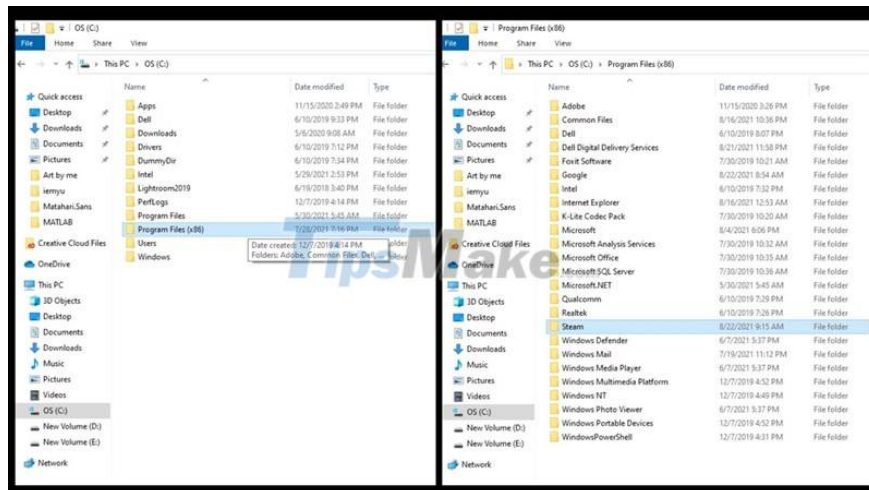 OS (C:)
File Home Share View
This PC > OS (C:)
Name Date modified Type
Quick access
Desktop
Downloads
Documents
Pictures
Art by me
iemyu
Matahari.Sans
MATLAB
Creative Cloud Files
OneDrive
This PC
3D Objects
Desktop
Documents
Downloads
Music
Pictures
Videos
OS (C:)
New Volume (D:)
New Volume (E:)
Network
Apps 11/15/2020 2:49 PM File folder
Dell 6/10/2019 9:33 PM File folder
Downloads 5/6/2020 9:08 AM File folder
Drivers 6/10/2019 7:12 PM File folder
DummyDir 6/10/2019 7:34 PM File folder
Intel 5/29/2021 2:53 PM File folder
Lightroom2019 6/19/2018 3:40 PM File folder
PerfLogs 12/7/2019 4:14 PM File folder
Program Files 5/30/2021 5:45 AM File folder
Program Files (x86) 7/28/2021 7:16 PM File folder
Users
Windows
Date created: 12/7/2019 4:14 PM
Folders: Adobe, Common Files, Dell,
TipsMake
Program Files (x86)
File Home Share View
This PC > OS (C:) > Program Files (x86)
Name Date modified Type
Quick access
Desktop
Downloads
Documents
Pictures
Art by me
iemyu
Matahari.Sans
MATLAB
Creative Cloud Files
OneDrive
This PC
3D Objects
Desktop
Documents
Downloads
Music
Pictures
Videos
OS (C:)
New Volume (D:)
New Volume (E:)
Network
Adobe 11/15/2020 3:26 PM File folder
Common Files 8/16/2021 10:36 PM File folder
Dell 6/10/2019 8:07 PM File folder
Dell Digital Delivery Services 8/21/2021 11:58 PM File folder
Foxit Software 7/30/2019 10:21 AM File folder
Google 8/22/2021 8:54 AM File folder
Intel 6/10/2019 7:32 PM File folder
Internet Explorer 8/16/2021 12:53 AM File folder
K-Lite Codec Pack 7/30/2019 10:20 AM File folder
Microsoft 8/4/2021 6:06 PM File folder
Microsoft Analysis Services 7/30/2019 10:32 AM File folder
Microsoft Office 7/30/2019 10:35 AM File folder
Microsoft SQL Server 7/30/2019 10:36 AM File folder
Microsoft.NET 5/30/2021 5:45 AM File folder
Qualcomm 6/10/2019 7:29 PM File folder
Realtek 6/10/2019 7:26 PM File folder
Steam 8/22/2021 9:15 AM File folder
Windows Defender 6/7/2021 5:37 PM File folder
Windows Mail 7/19/2021 11:12 PM File folder
Windows Media Player 6/7/2021 5:37 PM File folder
Windows Multimedia Platform 12/7/2019 4:52 PM File folder
Windows NT 12/7/2019 4:49 PM File folder
Windows Photo Viewer 6/7/2021 5:37 PM File folder
Windows Portable Devices 12/7/2019 4:52 PM File folder
WindowsPowerShell 12/7/2019 4:31 PM File folder